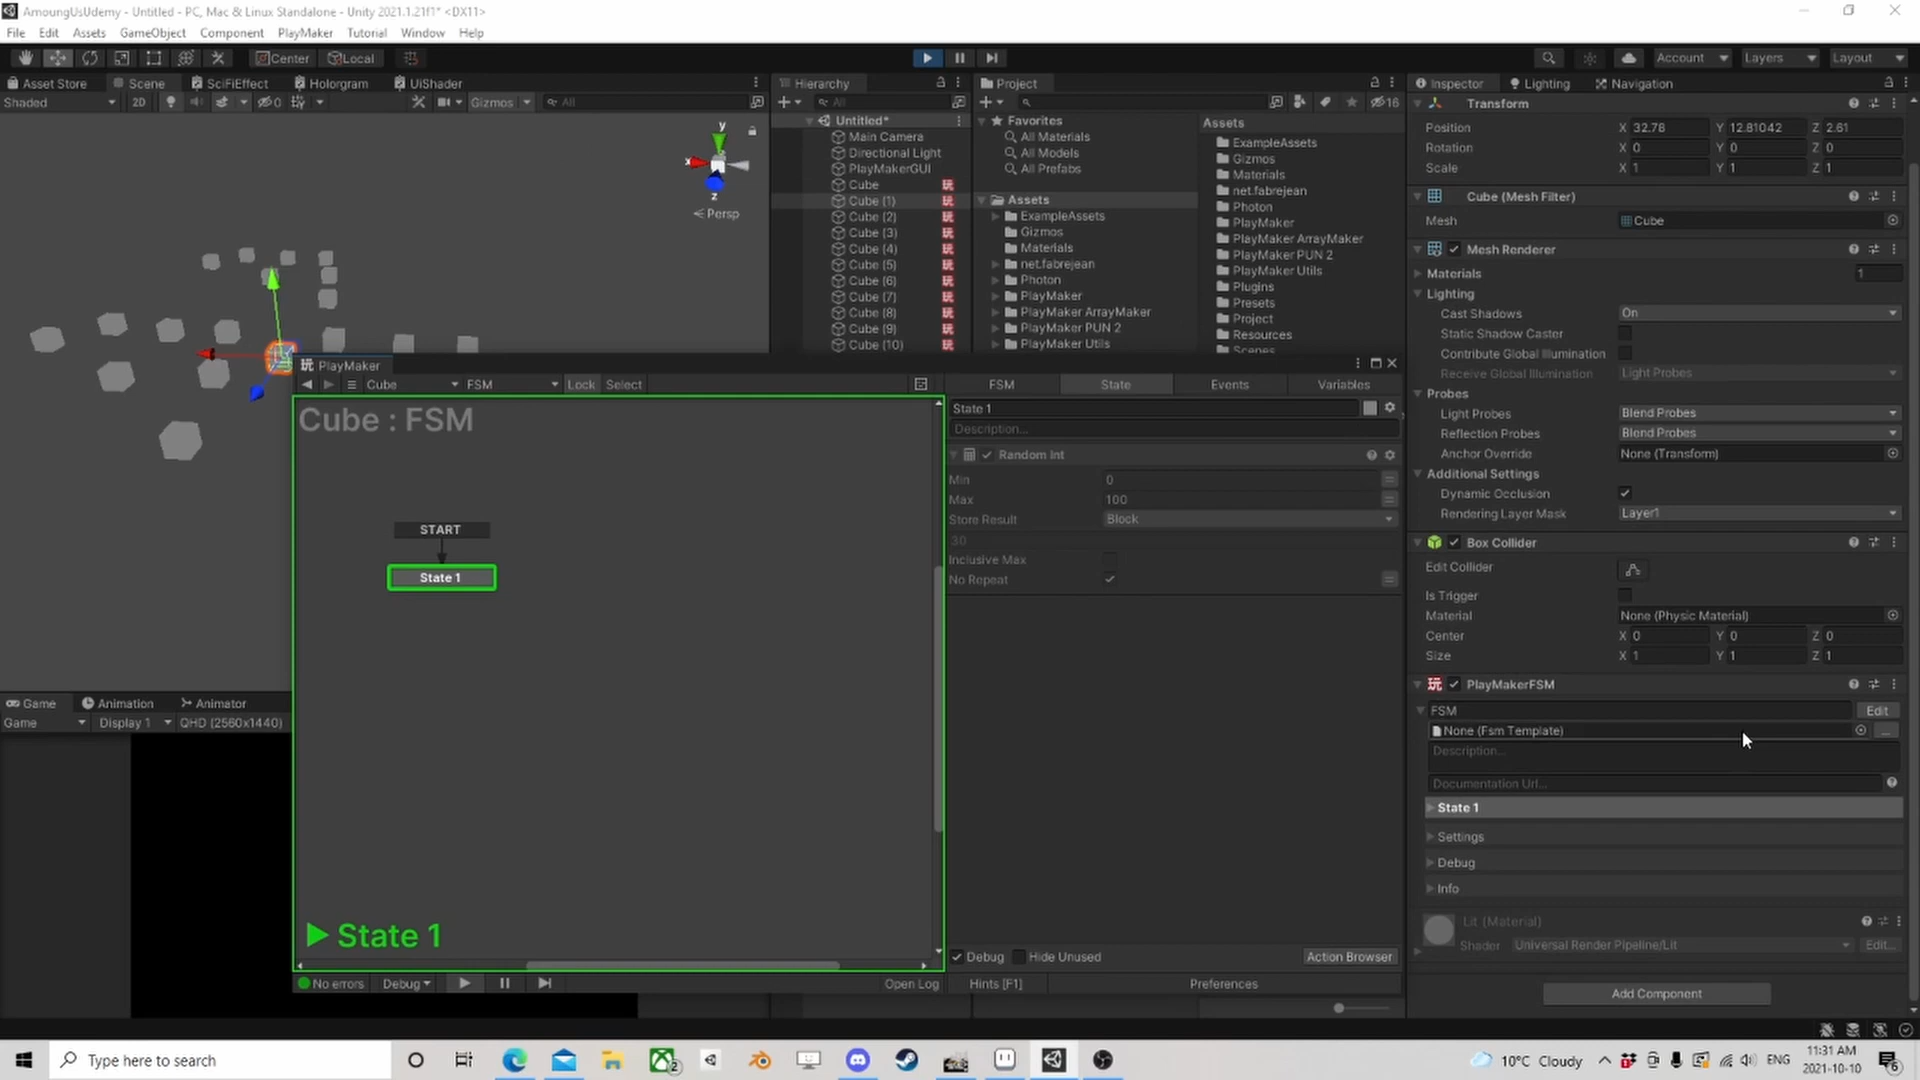 AmoungUsUdemy - Untitled - PC, Mac & Linux Standalone - Unity 2021.1.21f1* <DX11>
File Edit Assets GameObject Component PlayMaker Tutorial Window Help
Center Local Account Layers Layout
Asset Store Scene SciFiEffect Holorgram UiShader
Shaded 2D 0 Gizmos All
y
x
z
Persp
Hierarchy
All
Untitled*
Main Camera
Directional Light
PlayMakerGUI
Cube
Cube (1)
Cube (2)
Cube (3)
Cube (4)
Cube (5)
Cube (6)
Cube (7)
Cube (8)
Cube (9)
Cube (10)
Project
16
Favorites
All Materials
All Models
All Prefabs
Assets
ExampleAssets
Gizmos
Materials
net.fabrejean
Photon
PlayMaker
PlayMaker ArrayMaker
PlayMaker PUN 2
PlayMaker Utils
Assets
ExampleAssets
Gizmos
Materials
net.fabrejean
Photon
PlayMaker
PlayMaker ArrayMaker
PlayMaker PUN 2
PlayMaker Utils
Plugins
Presets
Project
Resources
Scenes
Inspector Lighting Navigation
Transform
Position X 32.78 Y 12.81042 Z 2.61
Rotation X 0 Y 0 Z 0
Scale X 1 Y 1 Z 1
Cube (Mesh Filter)
Mesh Cube
Mesh Renderer
Materials 1
Lighting
Cast Shadows On
Static Shadow Caster
Contribute Global Illumination
Receive Global Illumination Light Probes
Probes
Light Probes Blend Probes
Reflection Probes Blend Probes
Anchor Override None (Transform)
Additional Settings
Dynamic Occlusion
Rendering Layer Mask Layer1
Box Collider
Edit Collider
Is Trigger
Material None (Physic Material)
Center X 0 Y 0 Z 0
Size X 1 Y 1 Z 1
玩 PlayMakerFSM
FSM Edit
None (Fsm Template) ...
Description...
Documentation Url...
State 1
Settings
Debug
Info
Lit (Material)
Shader Universal Render Pipeline/Lit Edit...
Add Component
玩 PlayMaker
Cube FSM Lock Select
FSM State Events Variables
Cube : FSM
START
State 1
State 1
State 1
Description...
Random Int
Min 0
Max 100
Store Result Block
30
Inclusive Max
No Repeat
Debug Hide Unused Action Browser
No errors Debug Open Log Hints [F1] Preferences
Game Animation Animator
Game Display 1 QHD (2560x1440)
Type here to search
2
10°C Cloudy ENG 11:31 AM
2021-10-10
6